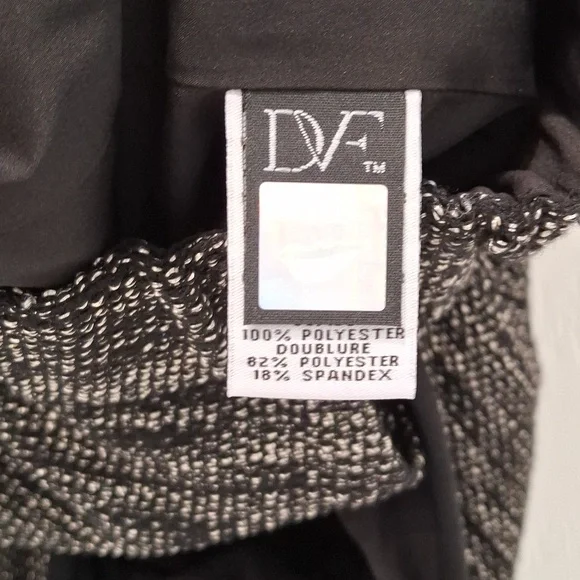 DVF
TM
100% POLYESTER
DOUBLURE
82% POLYESTER
18% SPANDEX